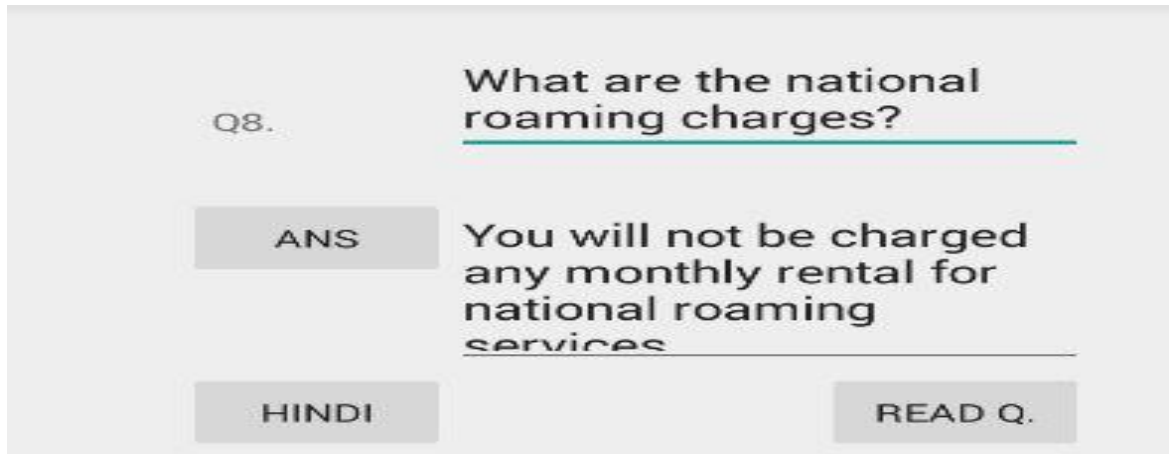 What are the national
Q8.
roaming charges?
ANS
You will not be charged
any monthly rental for
national roaming
services
HINDI
READ Q.